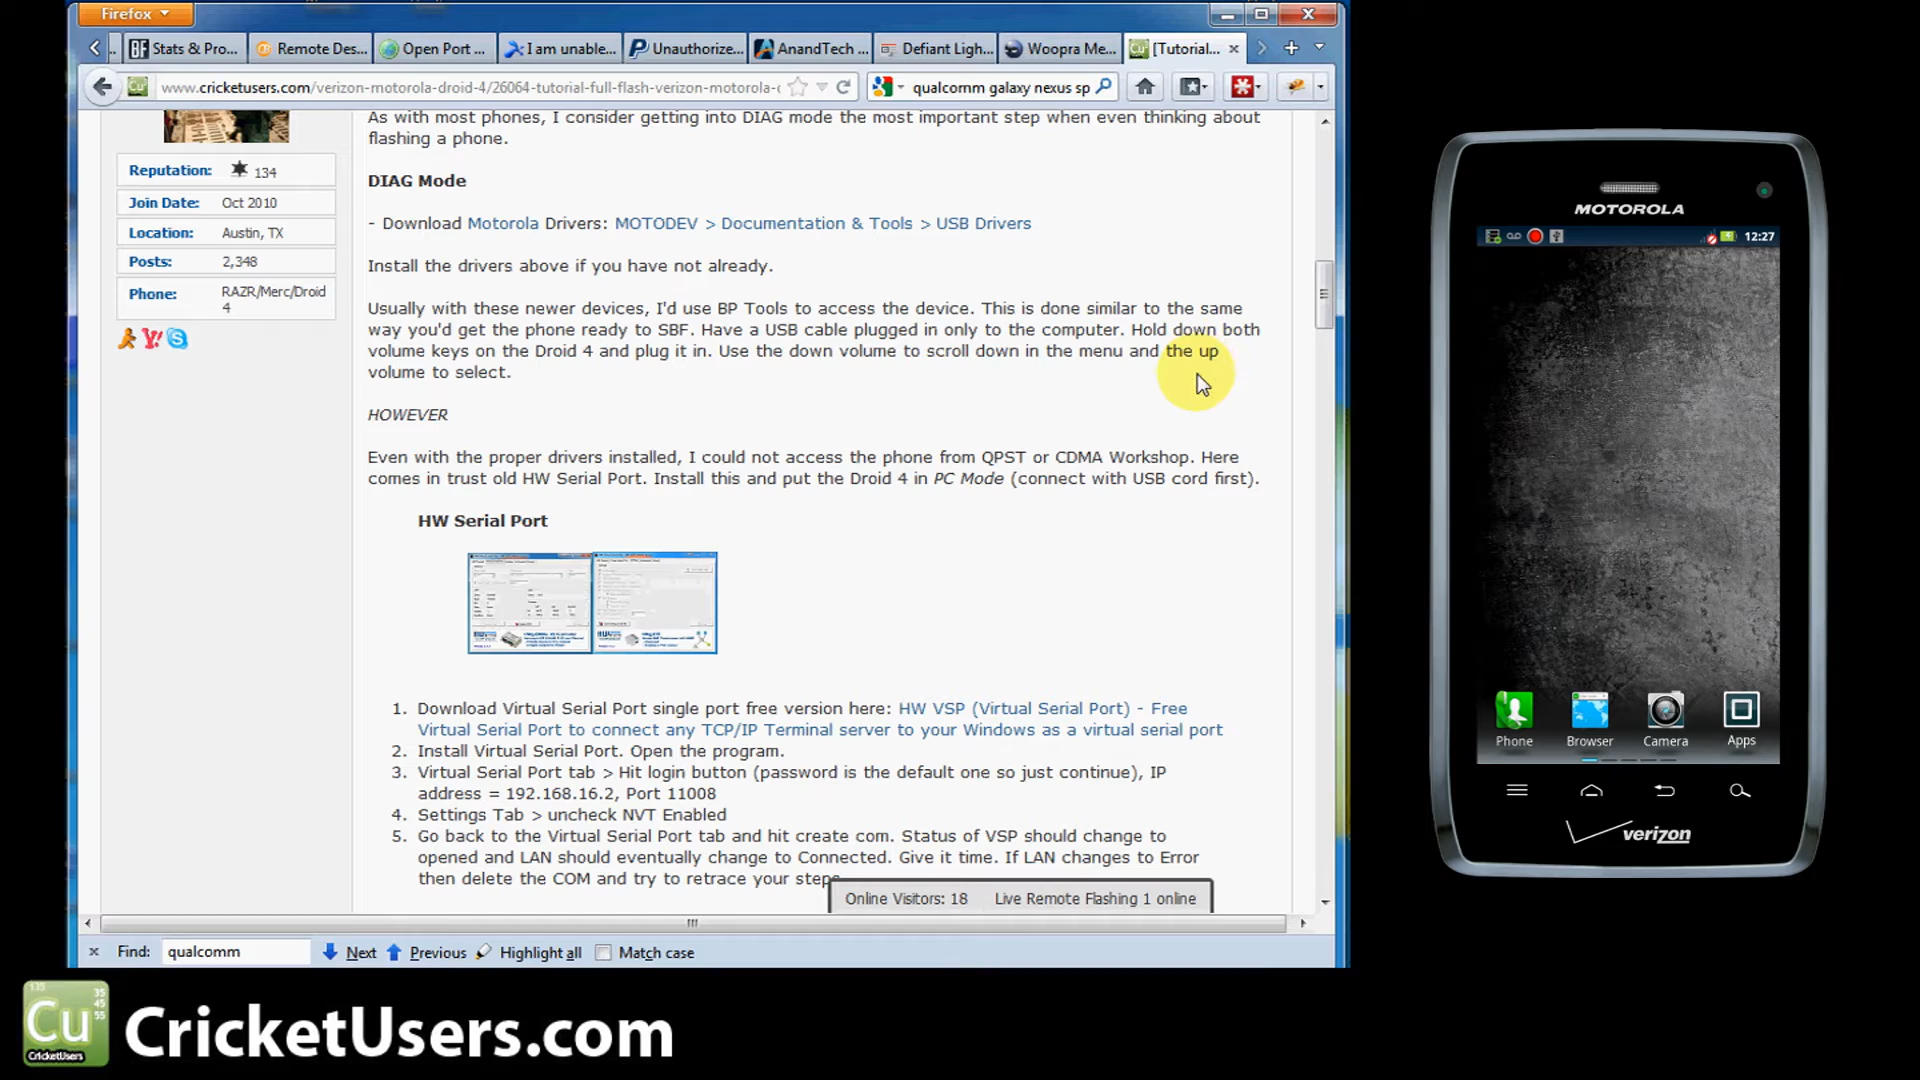 Firefox
Stats & Pro...
Remote Des...
Open Port ...
I am unable...
Unauthorize...
AnandTech ...
Defiant Ligh...
Woopra Me...
[Tutorial...
www.cricketusers.com/verizon-motorola-droid-4/26064-tutorial-full-flash-verizon-motorola-c
qualcomm galaxy nexus sp
As with most phones, I consider getting into DIAG mode the most important step when even thinking about
flashing a phone.
Reputation: 134
Join Date: Oct 2010
Location: Austin, TX
Posts: 2,348
Phone: RAZR/Merc/Droid
4
DIAG Mode
- Download Motorola Drivers: MOTODEV > Documentation & Tools > USB Drivers
Install the drivers above if you have not already.
Usually with these newer devices, I'd use BP Tools to access the device. This is done similar to the same
way you'd get the phone ready to SBF. Have a USB cable plugged in only to the computer. Hold down both
volume keys on the Droid 4 and plug it in. Use the down volume to scroll down in the menu and the up
volume to select.
HOWEVER
Even with the proper drivers installed, I could not access the phone from QPST or CDMA Workshop. Here
comes in trust old HW Serial Port. Install this and put the Droid 4 in PC Mode (connect with USB cord first).
HW Serial Port
1. Download Virtual Serial Port single port free version here: HW VSP (Virtual Serial Port) - Free
Virtual Serial Port to connect any TCP/IP Terminal server to your Windows as a virtual serial port
2. Install Virtual Serial Port. Open the program.
3. Virtual Serial Port tab > Hit login button (password is the default one so just continue), IP
address = 192.168.16.2, Port 11008
4. Settings Tab > uncheck NVT Enabled
5. Go back to the Virtual Serial Port tab and hit create com. Status of VSP should change to
opened and LAN should eventually change to Connected. Give it time. If LAN changes to Error
then delete the COM and try to retrace your steps
Online Visitors: 18 Live Remote Flashing 1 online
Find: qualcomm Next Previous Highlight all Match case
MOTOROLA
12:27
Phone
Browser
Camera
Apps
verizon
135
35
45
55
Cu
CricketUsers
CricketUsers.com